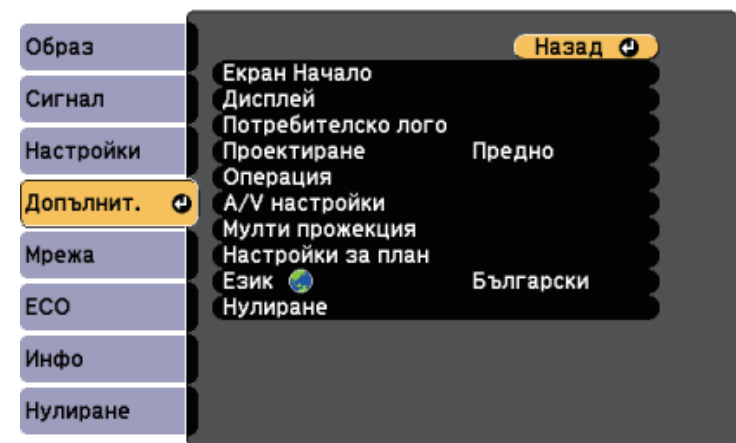 Образ
Сигнал
Настройки
Допълнит.
Мрежа
ECO
Инфо
Нулиране
Назад
Екран Начало
Дисплей
Потребителско лого
Проектиране Предно
Операция
A/V настройки
Мулти прожекция
Настройки за план
Език Български
Нулиране